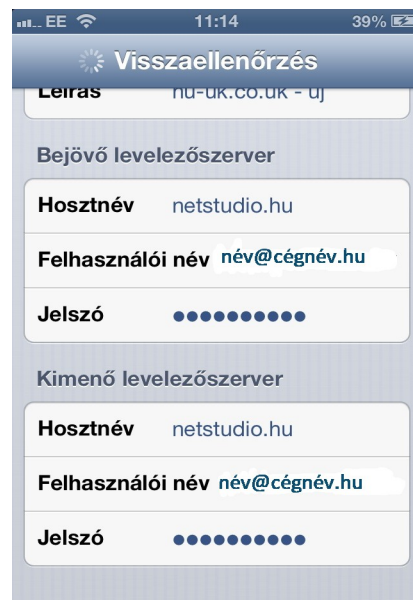 EE 11:14 39%
Visszaellenőrzés
Leírás hu-uk.co.uk - új
Bejövő levelezőszerver
Hosztnév netstudio.hu
Felhasználói név név@cégnév.hu
Jelszó ●●●●●●●●●●
Kimenő levelezőszerver
Hosztnév netstudio.hu
Felhasználói név név@cégnév.hu
Jelszó ●●●●●●●●●●